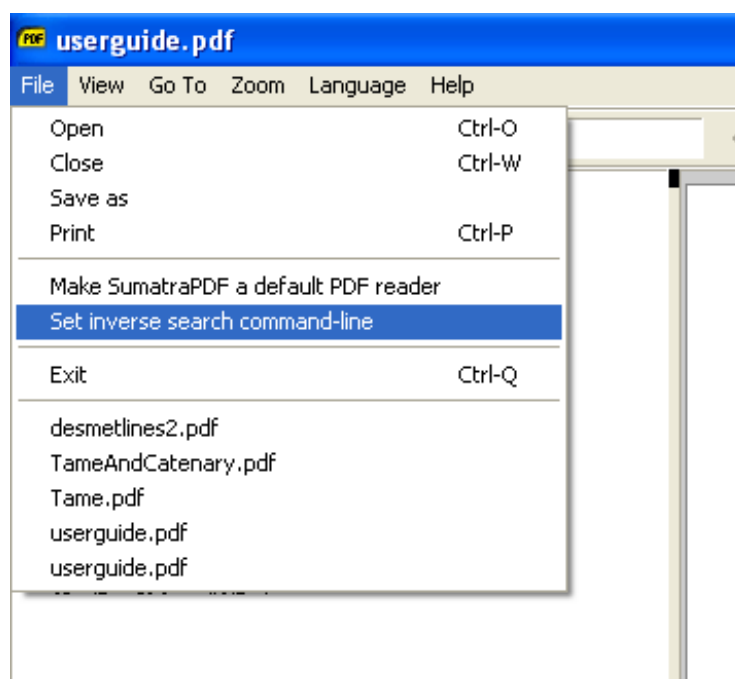 PDF userguide.pdf
File View Go To Zoom Language Help
Open Ctrl-O
Close Ctrl-W
Save as
Print Ctrl-P
Make SumatraPDF a default PDF reader
Set inverse search command-line
Exit Ctrl-Q
desmetlines2.pdf
TameAndCatenary.pdf
Tame.pdf
userguide.pdf
userguide.pdf